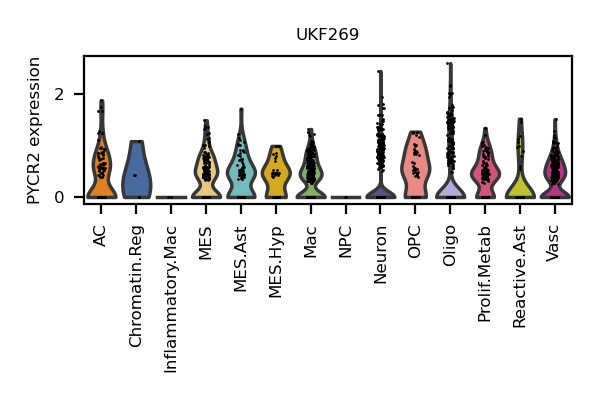 UKF269
PYCR2 expression
2
0
AC
Chromatin.Reg
Inflammatory.Mac
MES
MES.Ast
MES.Hyp
Mac
NPC
Neuron
OPC
Oligo
Prolif.Metab
Reactive.Ast
Vasc